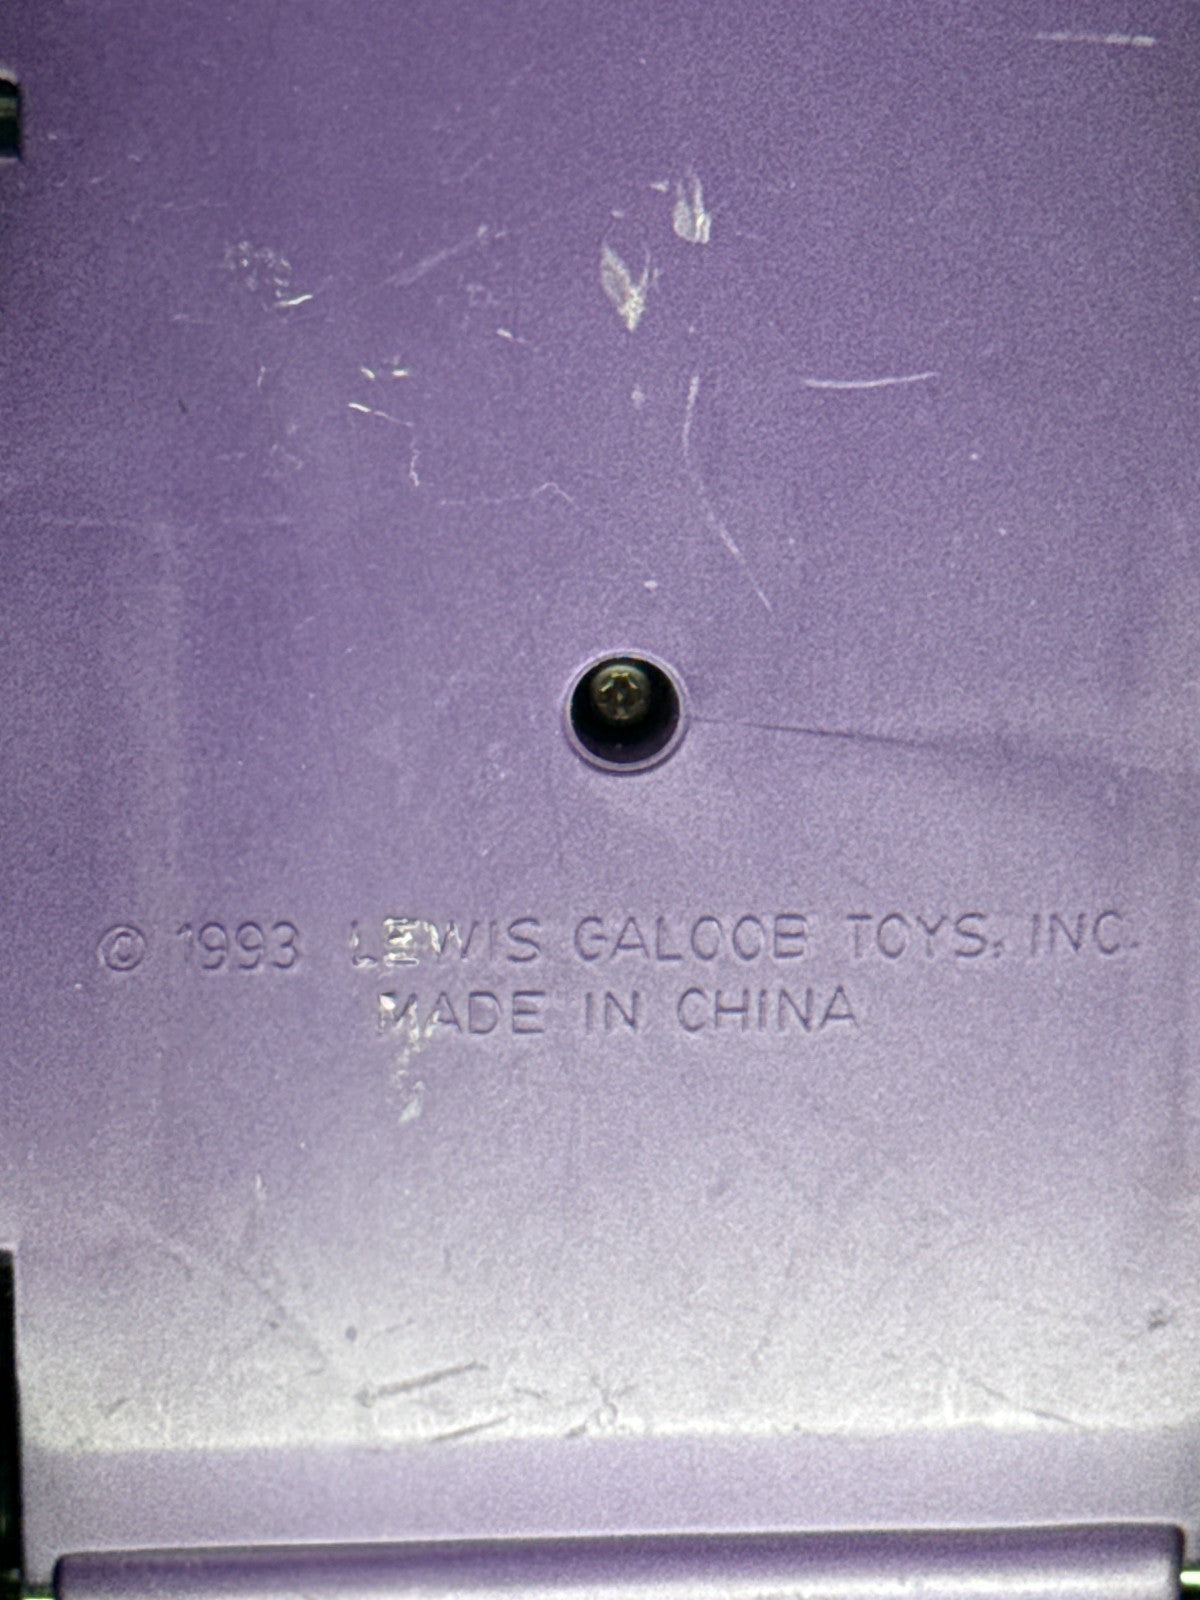 © 1993 LEWIS GALOOB TOYS, INC.
MADE IN CHINA